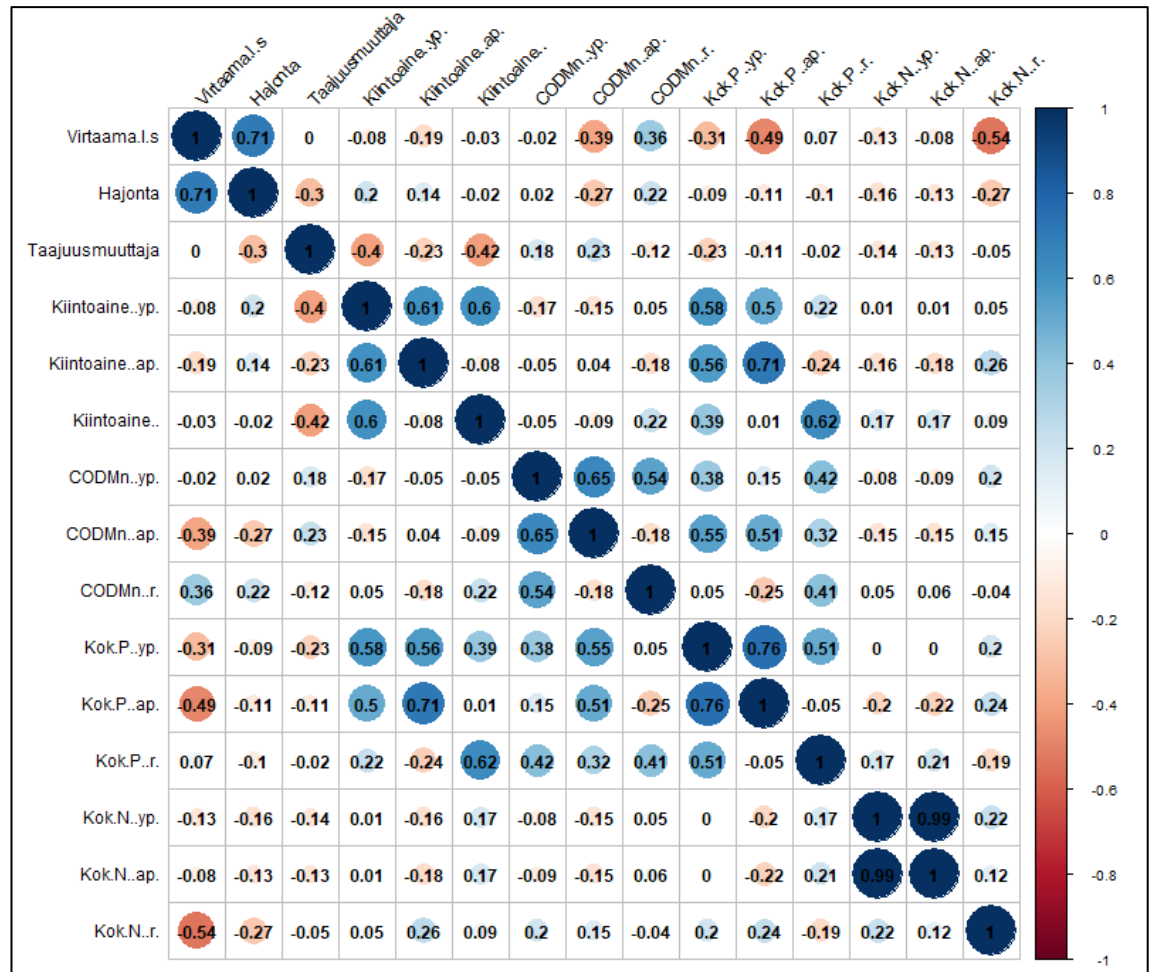 Virtaama.l.s Hajonta Taajuusmuuttaja Kiintoaine..yp. Kiintoaine..ap. Kiintoaine.. CODMn..yp. CODMn..ap. CODMn..r. Kok.P..yp. Kok.P..ap. Kok.P..r. Kok.N..yp. Kok.N..ap. Kok.N..r.
Virtaama.l.s 1 0.71 0 -0.08 -0.19 -0.03 -0.02 -0.39 0.36 -0.31 -0.49 0.07 -0.13 -0.08 -0.54
Hajonta 0.71 1 -0.3 0.2 0.14 -0.02 0.02 -0.27 0.22 -0.09 -0.11 -0.1 -0.16 -0.13 -0.27
Taajuusmuuttaja 0 -0.3 1 -0.4 -0.23 -0.42 0.18 0.23 -0.12 -0.23 -0.11 -0.02 -0.14 -0.13 -0.05
Kiintoaine..yp. -0.08 0.2 -0.4 1 0.61 0.6 -0.17 -0.15 0.05 0.58 0.5 0.22 0.01 0.01 0.05
Kiintoaine..ap. -0.19 0.14 -0.23 0.61 1 -0.08 -0.05 0.04 -0.18 0.56 0.71 -0.24 -0.16 -0.18 0.26
Kiintoaine.. -0.03 -0.02 -0.42 0.6 -0.08 1 -0.05 -0.09 0.22 0.39 0.01 0.62 0.17 0.17 0.09
CODMn..yp. -0.02 0.02 0.18 -0.17 -0.05 -0.05 1 0.65 0.54 0.38 0.15 0.42 -0.08 -0.09 0.2
CODMn..ap. -0.39 -0.27 0.23 -0.15 0.04 -0.09 0.65 1 -0.18 0.55 0.51 0.32 -0.15 -0.15 0.15
CODMn..r. 0.36 0.22 -0.12 0.05 -0.18 0.22 0.54 -0.18 1 0.05 -0.25 0.41 0.05 0.06 -0.04
Kok.P..yp. -0.31 -0.09 -0.23 0.58 0.56 0.39 0.38 0.55 0.05 1 0.76 0.51 0 0 0.2
Kok.P..ap. -0.49 -0.11 -0.11 0.5 0.71 0.01 0.15 0.51 -0.25 0.76 1 -0.05 -0.2 -0.22 0.24
Kok.P..r. 0.07 -0.1 -0.02 0.22 -0.24 0.62 0.42 0.32 0.41 0.51 -0.05 1 0.17 0.21 -0.19
Kok.N..yp. -0.13 -0.16 -0.14 0.01 -0.16 0.17 -0.08 -0.15 0.05 0 -0.2 0.17 1 0.99 0.22
Kok.N..ap. -0.08 -0.13 -0.13 0.01 -0.18 0.17 -0.09 -0.15 0.06 0 -0.22 0.21 0.99 1 0.12
Kok.N..r. -0.54 -0.27 -0.05 0.05 0.26 0.09 0.2 0.15 -0.04 0.2 0.24 -0.19 0.22 0.12 1
1
0.8
0.6
0.4
0.2
0
-0.2
-0.4
-0.6
-0.8
-1